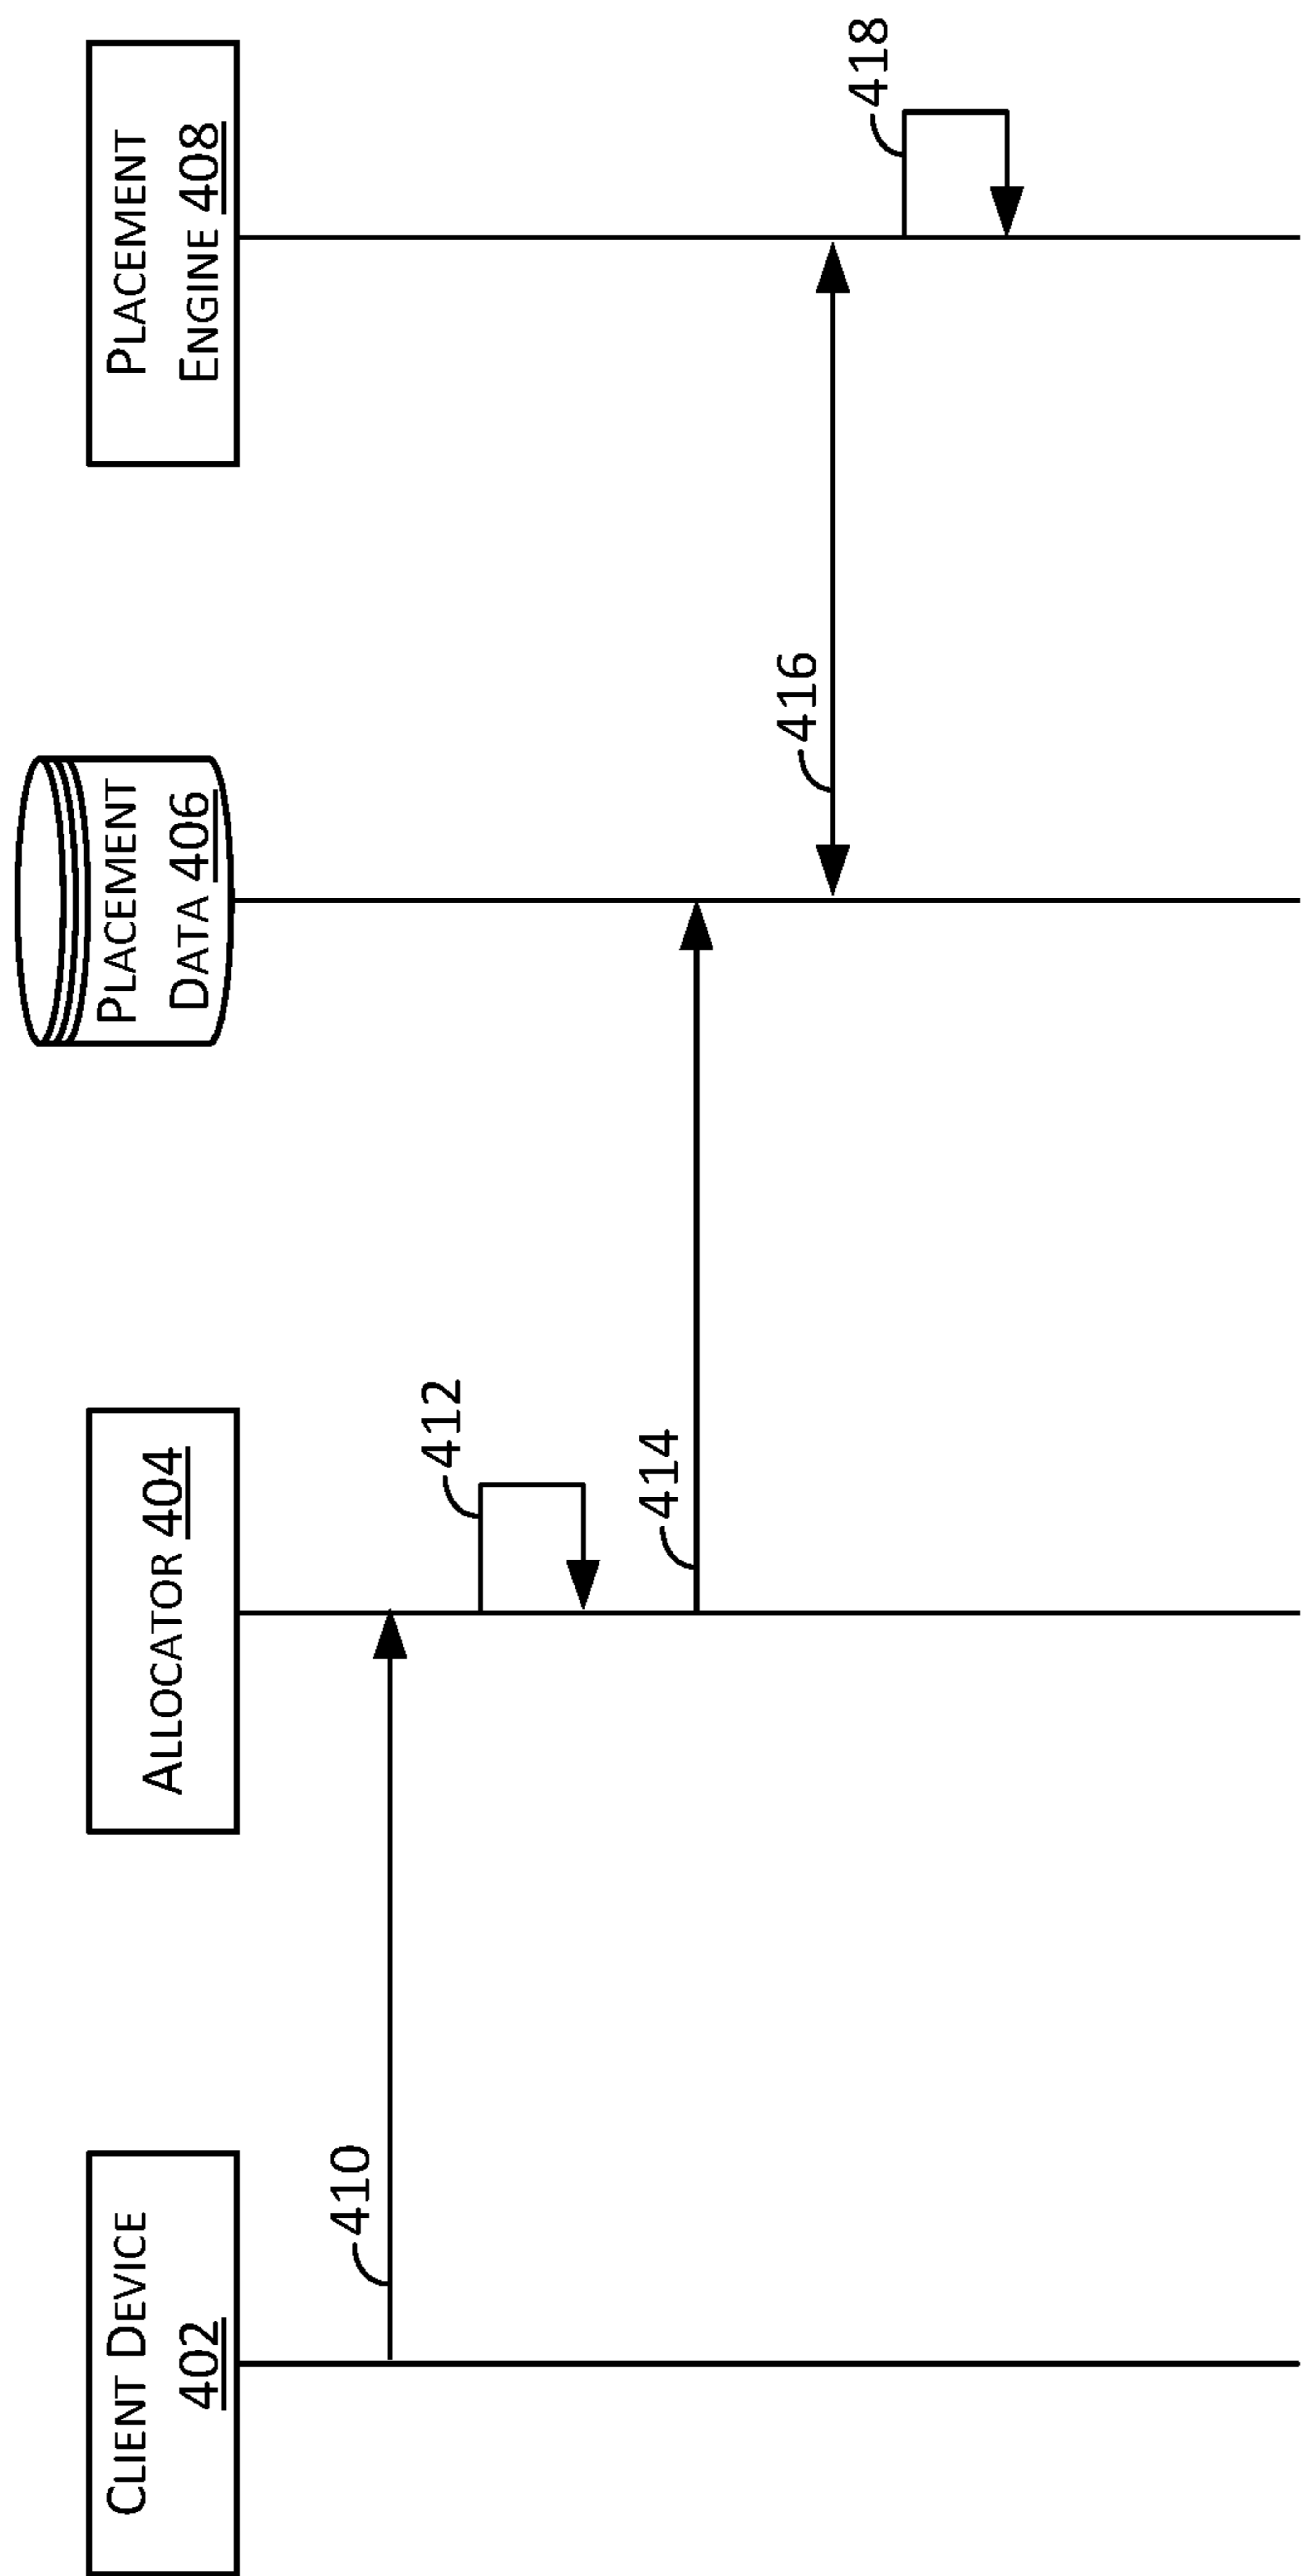 CLIENT DEVICE
402
ALLOCATOR 404
PLACEMENT
DATA 406
PLACEMENT
ENGINE 408
410
412
414
416
418